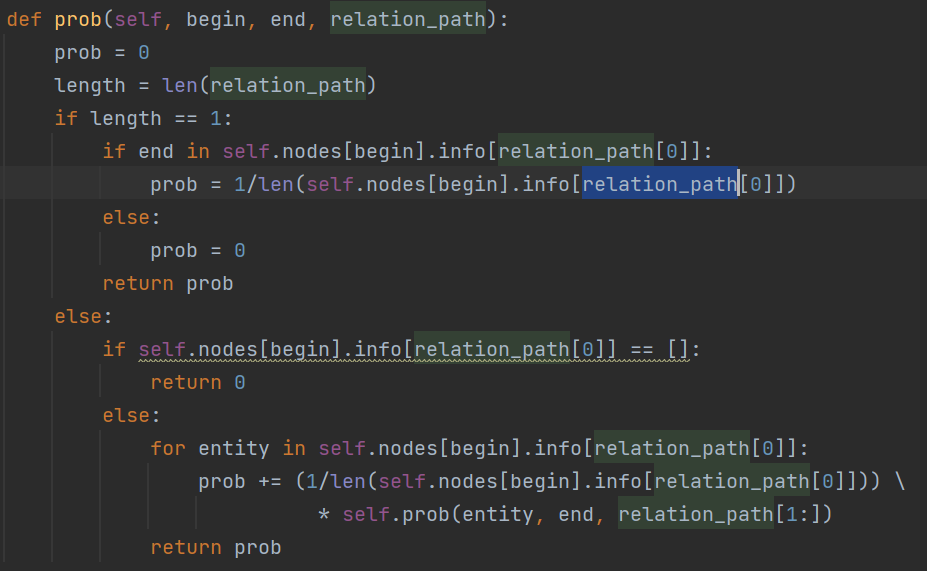 def prob(self, begin, end, relation_path):
    prob = 0
    length = len(relation_path)
    if length == 1:
        if end in self.nodes[begin].info[relation_path[0]]:
            prob = 1/len(self.nodes[begin].info[relation_path[0]])
        else:
            prob = 0
        return prob
    else:
        if self.nodes[begin].info[relation_path[0]] == []:
            return 0
        else:
            for entity in self.nodes[begin].info[relation_path[0]]:
                prob += (1/len(self.nodes[begin].info[relation_path[0]])) \
                          * self.prob(entity, end, relation_path[1:])
            return prob